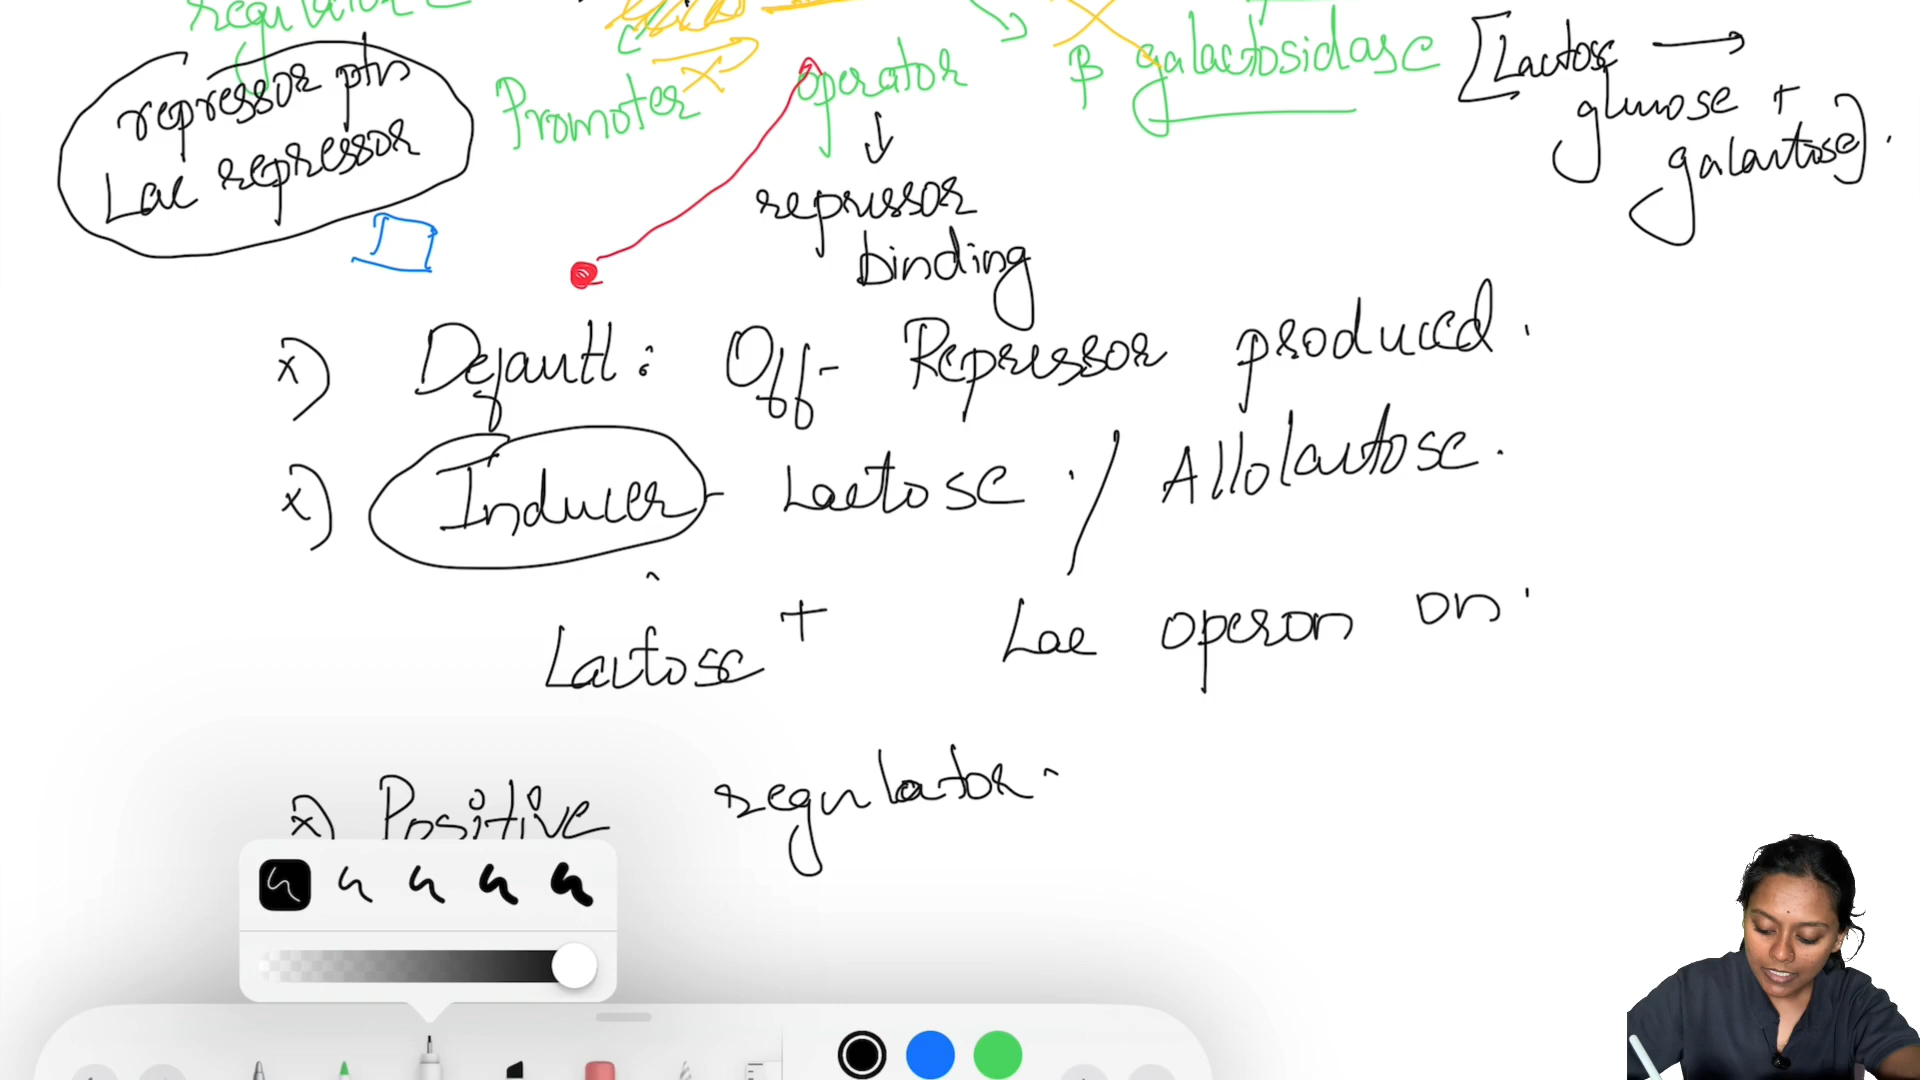 repressor ptn
Lac repressor
Promoter
operator
repressor
binding
β galactosidase
[Lactose →
glucose +
galactose].
x) Default: Off- Repressor produced.
x) Inducer - Lactose / Allolactose.
Lactose + Lac operon on.
x) Positive regulator.